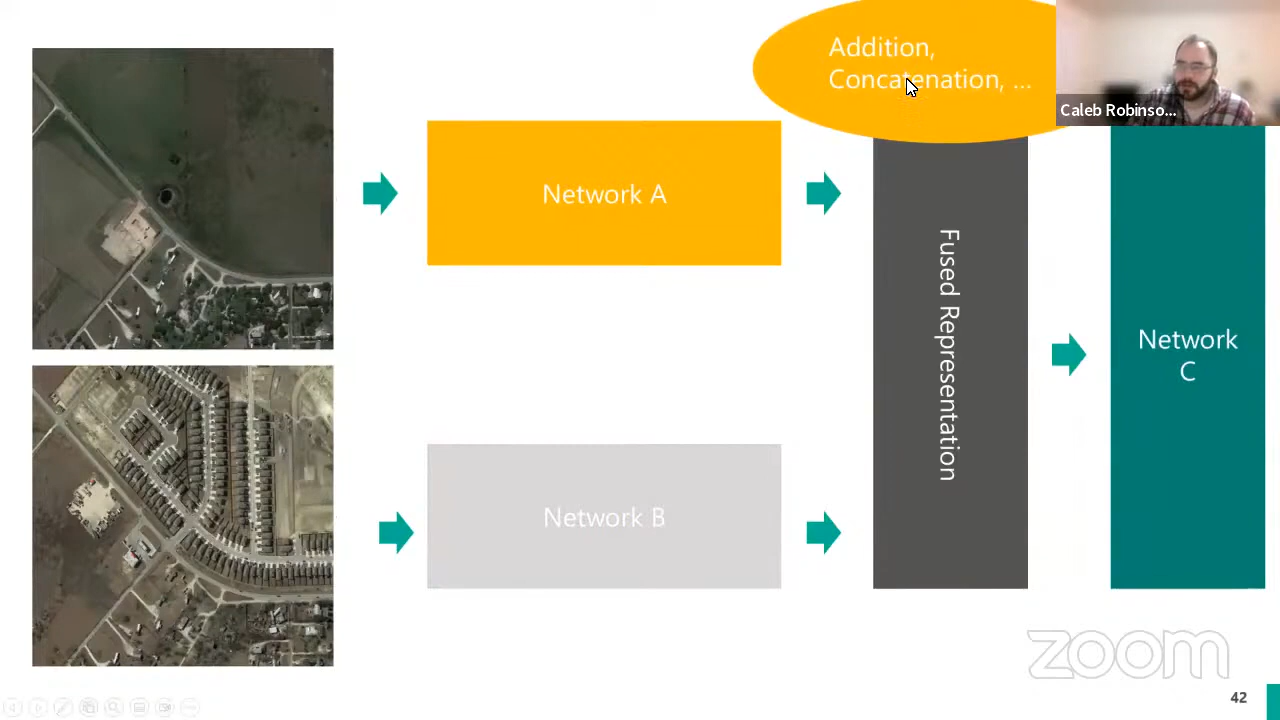 Addition,
Concatenation, ...
Caleb Robinso...
Network A
Fused Representation
Network
C
Network B
zoom
42